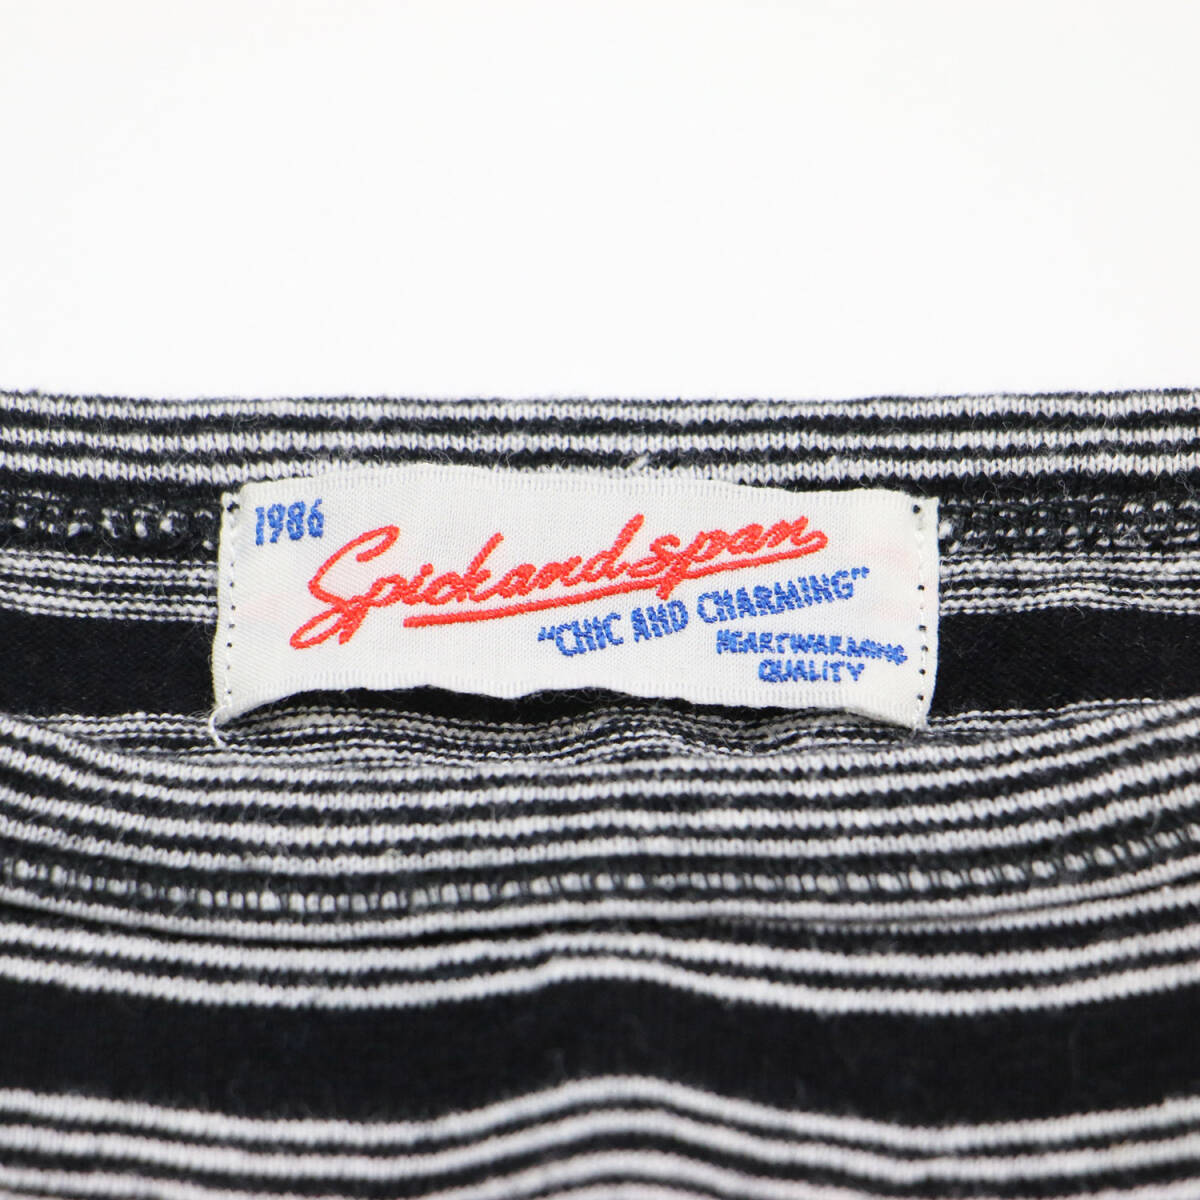 1986
Spick and span
"CHIC AND CHARMING"
HEARTWARMING
QUALITY